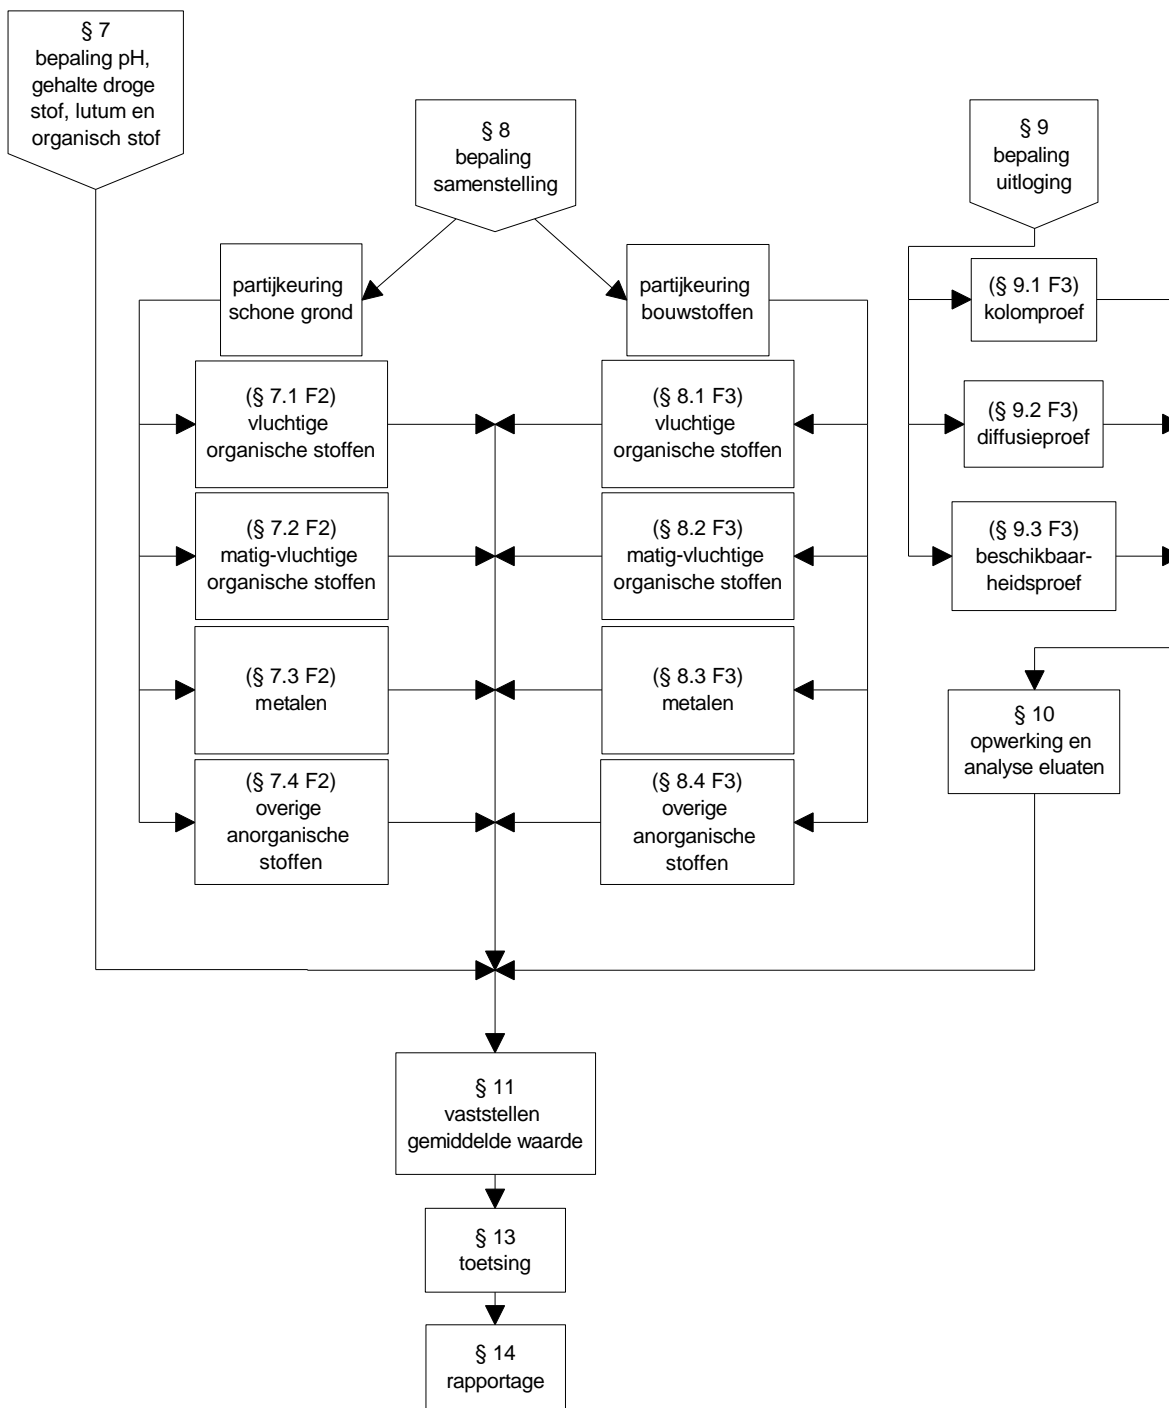 § 7
bepaling pH,
gehalte droge
stof, lutum en
organisch stof
§ 8
bepaling
samenstelling
§ 9
bepaling
uitloging
partijkeuring
schone grond
partijkeuring
bouwstoffen
(§ 9.1 F3)
kolomproef
(§ 7.1 F2)
vluchtige
organische stoffen
(§ 8.1 F3)
vluchtige
organische stoffen
(§ 9.2 F3)
diffusieproef
(§ 7.2 F2)
matig-vluchtige
organische stoffen
(§ 8.2 F3)
matig-vluchtige
organische stoffen
(§ 9.3 F3)
beschikbaar-
heidsproef
(§ 7.3 F2)
metalen
(§ 8.3 F3)
metalen
§ 10
opwerking en
analyse eluaten
(§ 7.4 F2)
overige
anorganische
stoffen
(§ 8.4 F3)
overige
anorganische
stoffen
§ 11
vaststellen
gemiddelde waarde
§ 13
toetsing
§ 14
rapportage